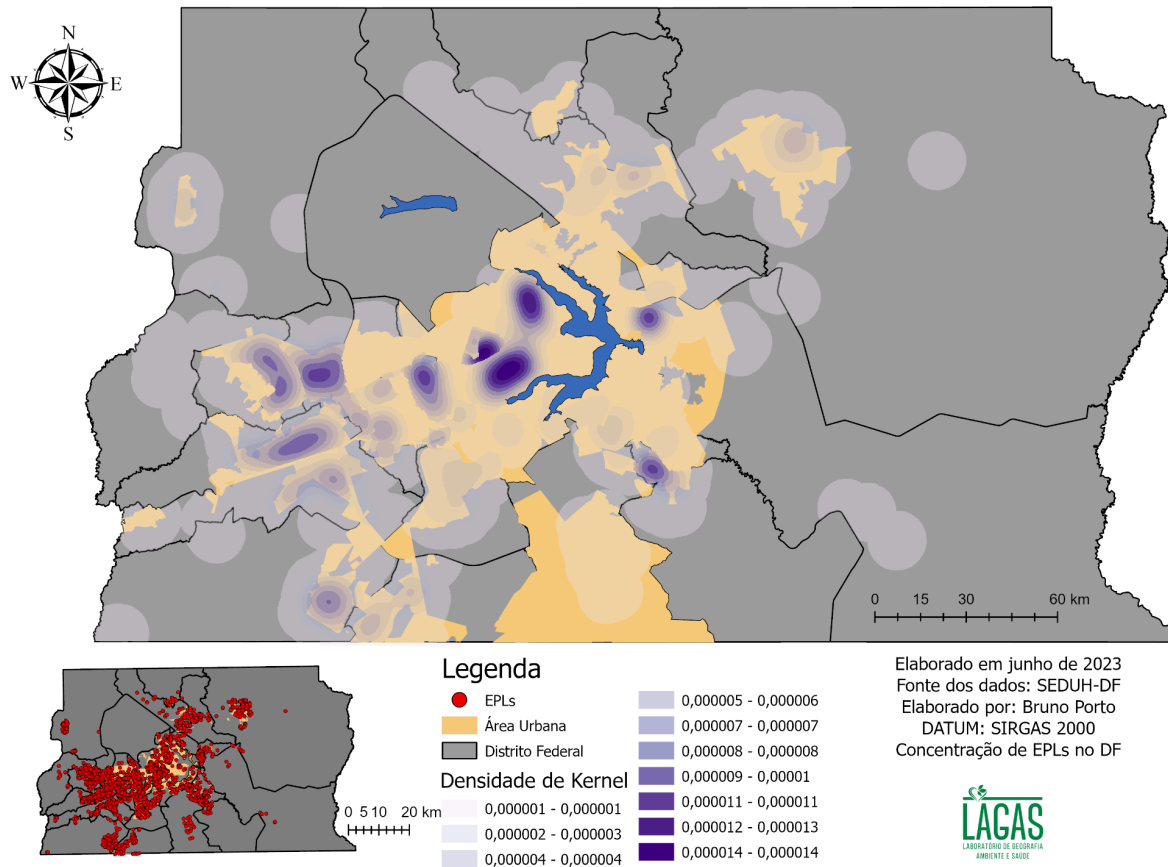 N
W E
S
0 15 30 60 km
Legenda
EPLs
Área Urbana
Distrito Federal
Densidade de Kernel
0,000001 - 0,000001
0,000002 - 0,000003
0,000004 - 0,000004
0,000005 - 0,000006
0,000007 - 0,000007
0,000008 - 0,000008
0,000009 - 0,00001
0,000011 - 0,000011
0,000012 - 0,000013
0,000014 - 0,000014
Elaborado em junho de 2023
Fonte dos dados: SEDUH-DF
Elaborado por: Bruno Porto
DATUM: SIRGAS 2000
Concentração de EPLs no DF
0 5 10 20 km
LAGAS
LABORATÓRIO DE GEOGRAFIA
AMBIENTE E SAÚDE